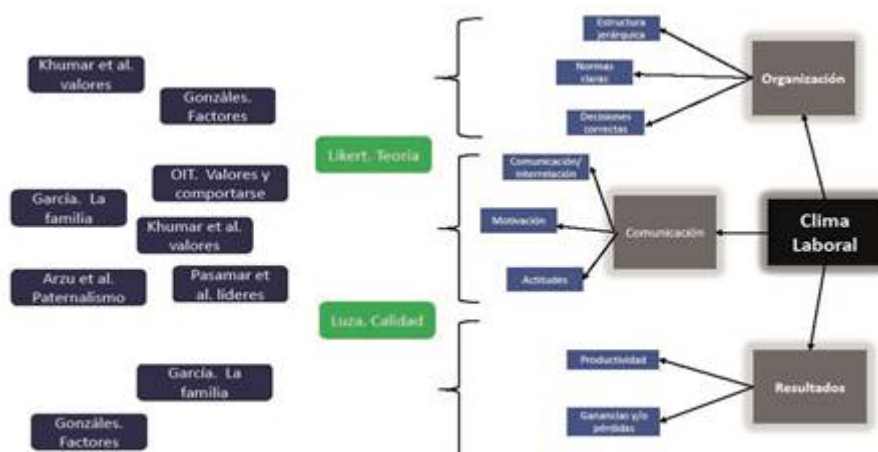 Khumar et al.
valores
Gonzáles.
Factores
OIT. Valores y
comportarse
García. La
familia
Khumar et al.
valores
Arzu et al.
Paternalismo
Pasamar et
al. líderes
García. La
familia
Gonzáles.
Factores
Likert. Teoría
Luza. Calidad
Estructura
jerárquica
Normas
claras
Decisiones
correctas
Organización
Comunicación/
interrelación
Motivación
Actitudes
Comunicación
Clima
Laboral
Productividad
Ganancias y/o
pérdidas
Resultados